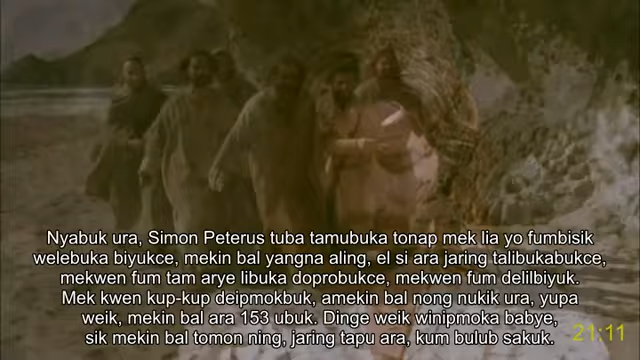 Nyabuk ura, Simon Peterus tuba tamubuka tonap mek lia yo fumbisik
welebuka biyukce, mekin bal yangna aling, el si ara jaring talibukabukce,
mekwen fum tam arye libuka doprobukce, mekwen fum delilbiyuk.
Mek kwen kup-kup deipmokbuk, amekin bal nong nukik ura, yupa
weik, mekin bal ara 153 ubuk. Dinge weik winipmoka babye,
sik mekin bal tomon ning, jaring tapu ara, kum bulub sakuk.
21:11